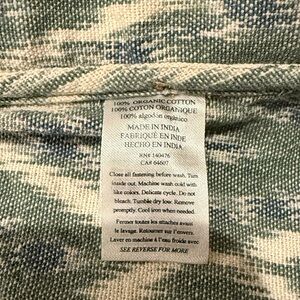 100% ORGANIC COTTON
100% COTON ORGANIQUE
100% algodon organico
MADE IN INDIA
FABRIQUÉ EN INDE
HECHO EN INDIA
RN# 140476
CA# 64607
Close all fastening before wash. Turn
inside out. Machine wash cold with
like colors. Delicate cycle. Do not
bleach. Tumble dry low. Remove
promptly. Cool iron when needed.
Fermer toutes les attaches avant
le lavage. Retourner sur l'envers.
Laver en machine à l'eau froide avec
SEE REVERSE FOR MORE